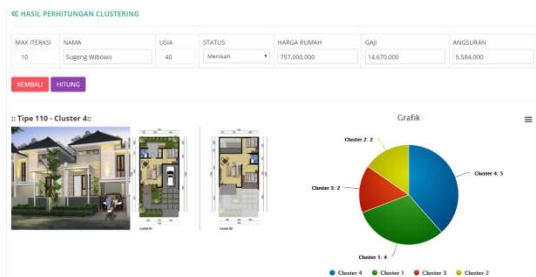 HASIL PERHITUNGAN CLUSTERING
MAX ITERASI NAMA USIA STATUS HARGA RUMAH GAJI ANGSURAN
10 Sugeng Wibowo 40 Menikah 757.000.000 14.670.000 5.584.000
KEMBALI HITUNG
:: Tipe 110 - Cluster 4::
Grafik
Cluster 2: 2
Cluster 4: 5
Cluster 3: 2
Cluster 1: 4
Cluster 4 Cluster 1 Cluster 3 Cluster 2